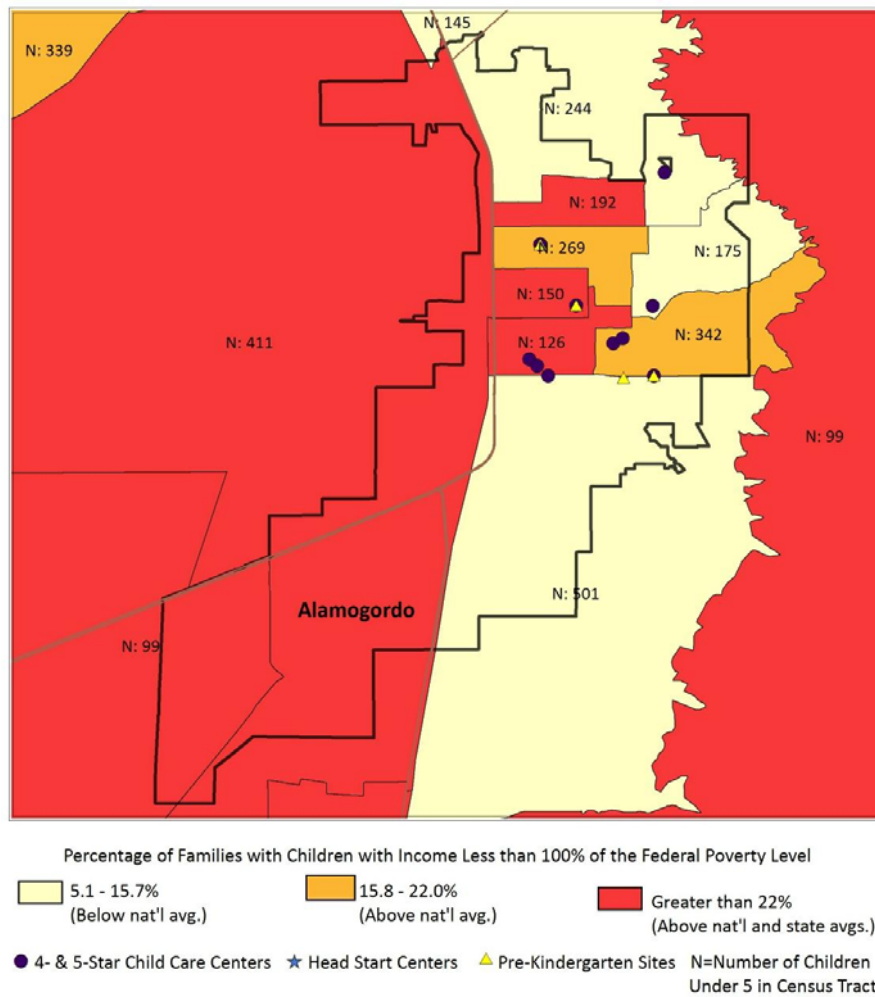 N: 145
N: 339
N: 244
N: 192
N: 269
N: 175
N: 150
N: 342
N: 126
N: 411
N: 99
N: 501
Alamogordo
N: 99
Percentage of Families with Children with Income Less than 100% of the Federal Poverty Level
5.1 - 15.7%
(Below nat'l avg.)
15.8 - 22.0%
(Above nat'l avg.)
Greater than 22%
(Above nat'l and state avgs.)
4- & 5-Star Child Care Centers
Head Start Centers
Pre-Kindergarten Sites
N=Number of Children
Under 5 in Census Tract